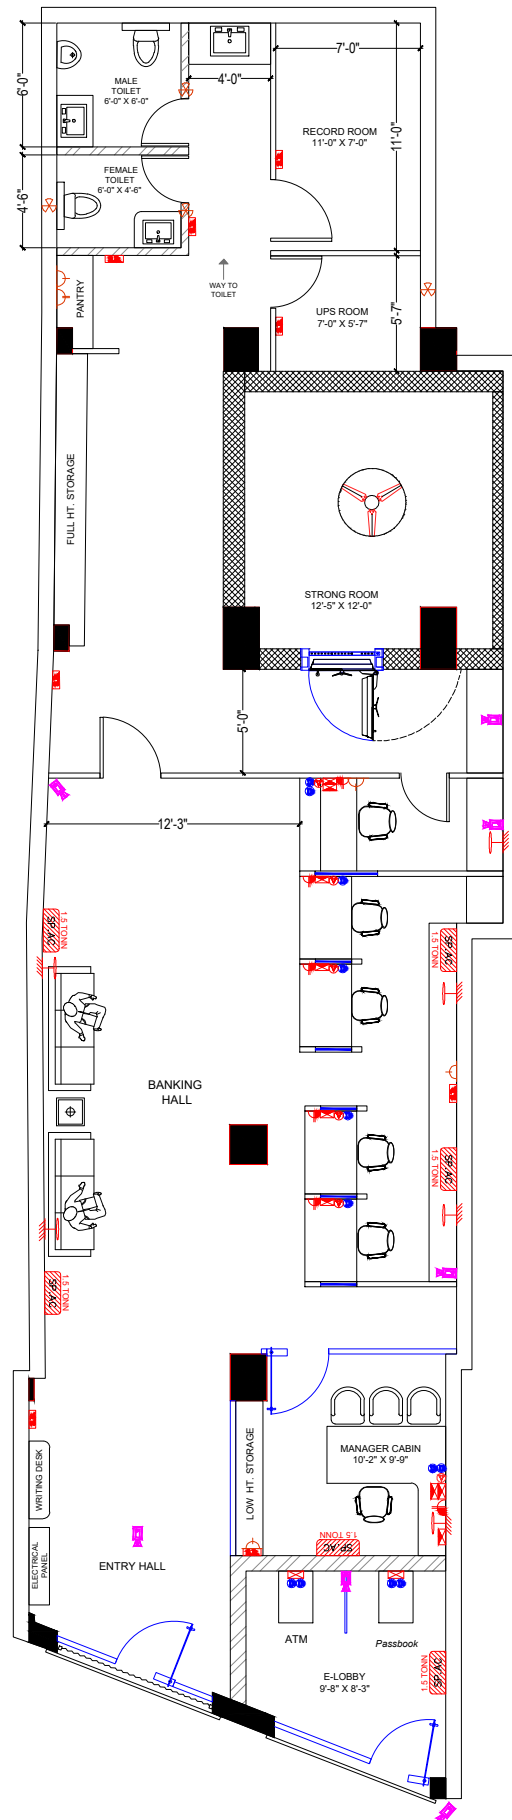 7'-0"
4'-0"
6'-0"
MALE
TOILET
6'-0" X 6'-0"
RECORD ROOM
11'-0" X 7'-0"
11'-0"
FEMALE
TOILET
6'-0" X 4'-6"
4'-6"
WAY TO
TOILET
PANTRY
UPS ROOM
7'-0" X 5'-7"
5'-7"
FULL HT. STORAGE
STRONG ROOM
12'-5" X 12'-0"
5'-0"
12'-3"
SP.AC
1.5 TONN
SP.AC
1.5 TONN
BANKING
HALL
SP.AC
1.5 TONN
SP.AC
1.5 TONN
LOW HT. STORAGE
MANAGER CABIN
10'-2" X 9'-9"
WRITING DESK
1.5 TONN
SP.AC
ELECTRICAL
PANEL
ENTRY HALL
ATM
Passbook
E-LOBBY
9'-8" X 8'-3"
1.5 TONN
SP.AC